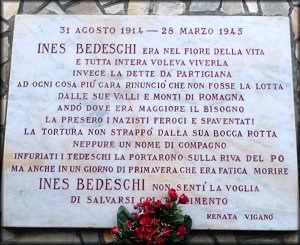 31 AGOSTO 1914 — 28 MARZO 1945
INES BEDESCHI ERA NEL FIORE DELLA VITA
E TUTTA INTERA VOLEVA VIVERLA
INVECE LA DETTE DA PARTIGIANA
AD OGNI COSA PIU' CARA RINUNCIÒ CHE NON FOSSE LA LOTTA
DALLE SUE VALLI E MONTI DI ROMAGNA
ANDÒ DOVE ERA MAGGIORE IL BISOGNO
LA PRESERO I NAZISTI FEROCI E SPAVENTATI
LA TORTURA NON STRAPPÒ DALLA SUA BOCCA ROTTA
NEPPURE UN NOME DI COMPAGNO
INFURIATI I TEDESCHI LA PORTARONO SULLA RIVA DEL PO
MA ANCHE IN UN GIORNO DI PRIMAVERA CHE ERA FATICA MORIRE
INES BEDESCHI NON SENTÌ LA VOGLIA
DI SALVARSI COL TRADIMENTO
RENATA VIGANÒ